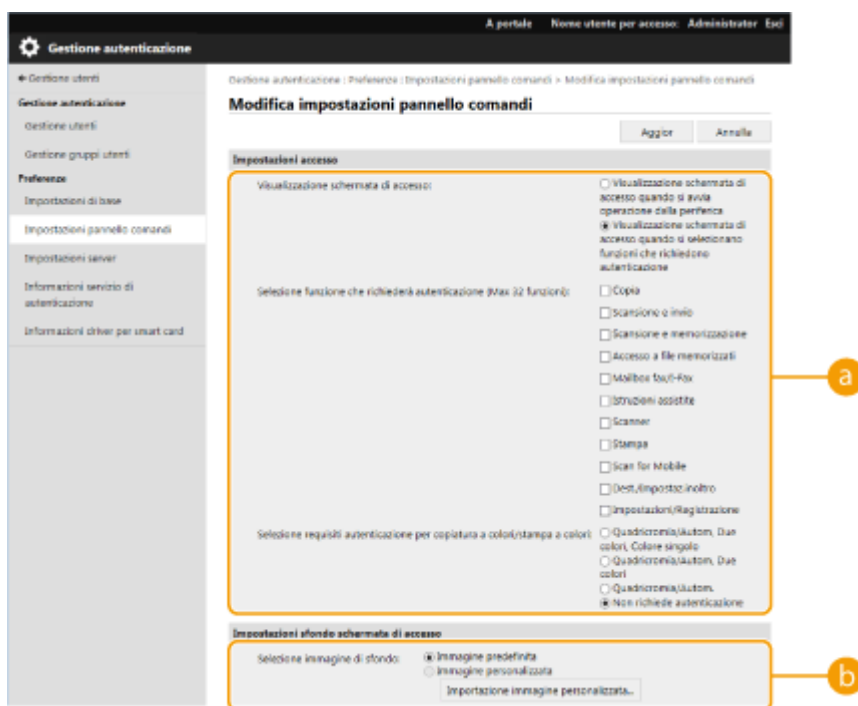 A portale Nome utente per accesso: Administrator Esci
Gestione autenticazione
Gestione utenti
Gestione autenticazione : Preferenze : Impostazioni pannello comandi > Modifica impostazioni pannello comandi
Gestione autenticazione
Gestione utenti
Gestione gruppi utenti
Preferenze
Impostazioni di base
Impostazioni pannello comandi
Impostazioni server
Informazioni servizio di
autenticazione
Informazioni driver per smart card
Modifica impostazioni pannello comandi
Aggior Annulla
Impostazioni accesso
Visualizzazione schermata di accesso:
Visualizzazione schermata di
accesso quando si avvia
operazione della periferica
Visualizzazione schermata di
accesso quando si selezionano
funzioni che richiedono
autenticazione
Selezione funzione che richiederà autenticazione (Max 32 funzioni):
Copia
Scansione e invio
Scansione e memorizzazione
Accesso a file memorizzati
Mailbox fax/I-Fax
Istruzioni assistite
Scanner
Stampa
Scan for Mobile
Dest./Impostaz.inoltro
Impostazioni/Registrazione
Selezione requisiti autenticazione per copiatura a colori/stampa a colori:
Quadricromia/Autom, Due
colori, Colore singolo
Quadricromia/Autom, Due
colori
Quadricromia/Autom.
Non richiede autenticazione
a
Impostazioni sfondo schermata di accesso
Selezione immagine di sfondo:
Immagine predefinita
Immagine personalizzata
Importazione immagine personalizzata...
b